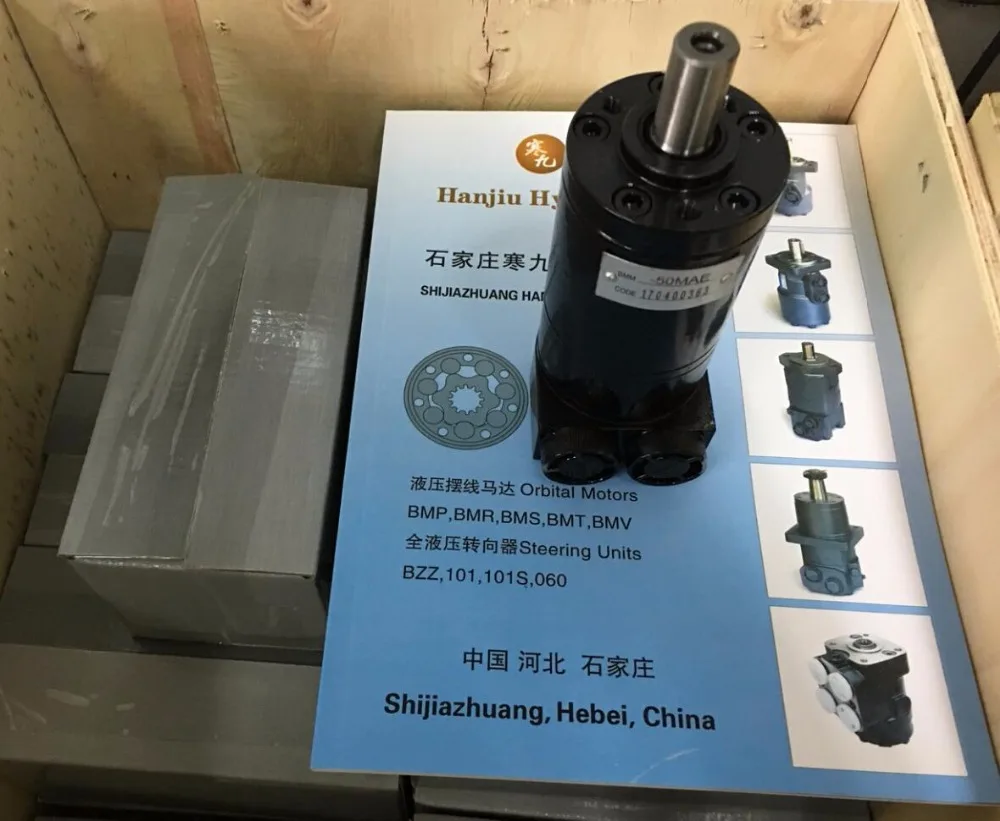 寒九
Hanjiu Hy
石家庄寒九
SHIJIAZHUANG HAN
BMM -50MAE
CODE 170400363
液压摆线马达 Orbital Motors
BMP,BMR,BMS,BMT,BMV
全液压转向器Steering Units
BZZ,101,101S,060
中国 河北 石家庄
Shijiazhuang, Hebei, China